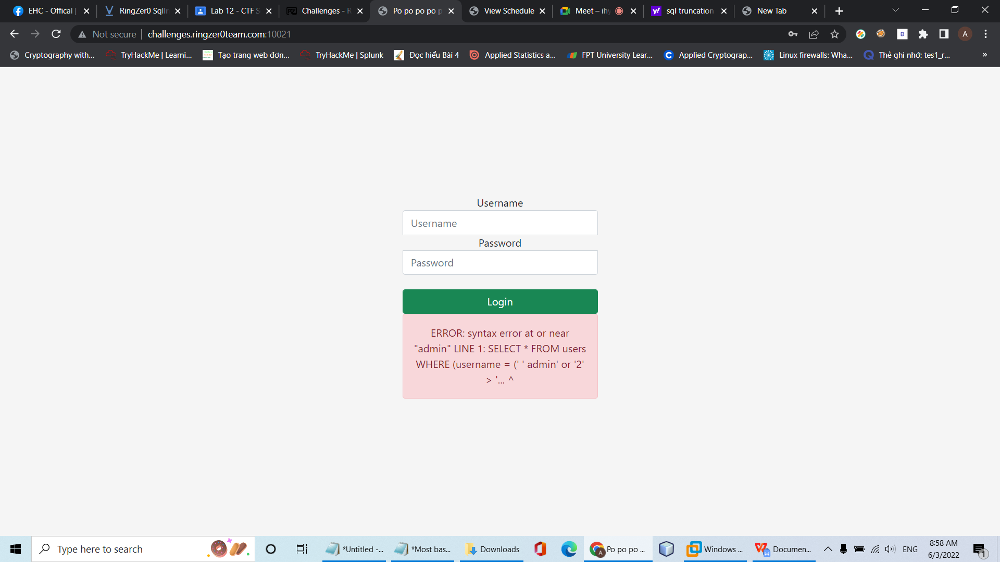 EHC - Offical |
RingZer0 SqlIn
Lab 12 - CTF S
Challenges - R
Po po po po p
View Schedule
Meet – ihy
sql truncation
New Tab
Not secure | challenges.ringzer0team.com:10021
A
Cryptography with...
TryHackMe | Learni...
Tạo trang web đơn...
TryHackMe | Splunk
Đọc hiểu Bài 4
Applied Statistics a...
FPT University Lear...
Applied Cryptograp...
Linux firewalls: Wha...
Thẻ ghi nhớ: tes1_r...
»
Username
Username
Password
Password
Login
ERROR: syntax error at or near
"admin" LINE 1: SELECT * FROM users
WHERE (username = (' ' admin' or '2'
> '... ^
Type here to search
*Untitled -...
*Most bas...
Downloads
Po po po ...
Windows ...
Documen...
ENG
8:58 AM
6/3/2022
1